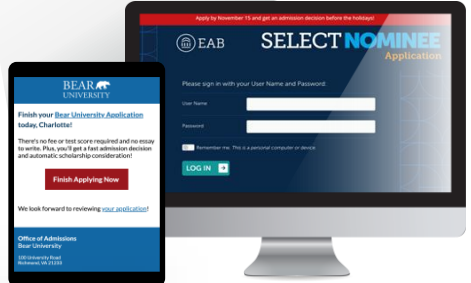 Apply by November 15 and get an admission decision before the holidays!
EAB
SELECT NOMINEE
Application
Please sign in with your User Name and Password:
User Name
Password
Remember me. This is a personal computer or device.
LOG IN
BEAR
UNIVERSITY
Finish your Bear University Application
today, Charlotte!
There's no fee or test score required and no essay
to write. Plus, you'll get a fast admission decision
and automatic scholarship consideration!
Finish Applying Now
We look forward to reviewing your application!
Office of Admissions
Bear University
100 University Road
Richmond, VA 21233